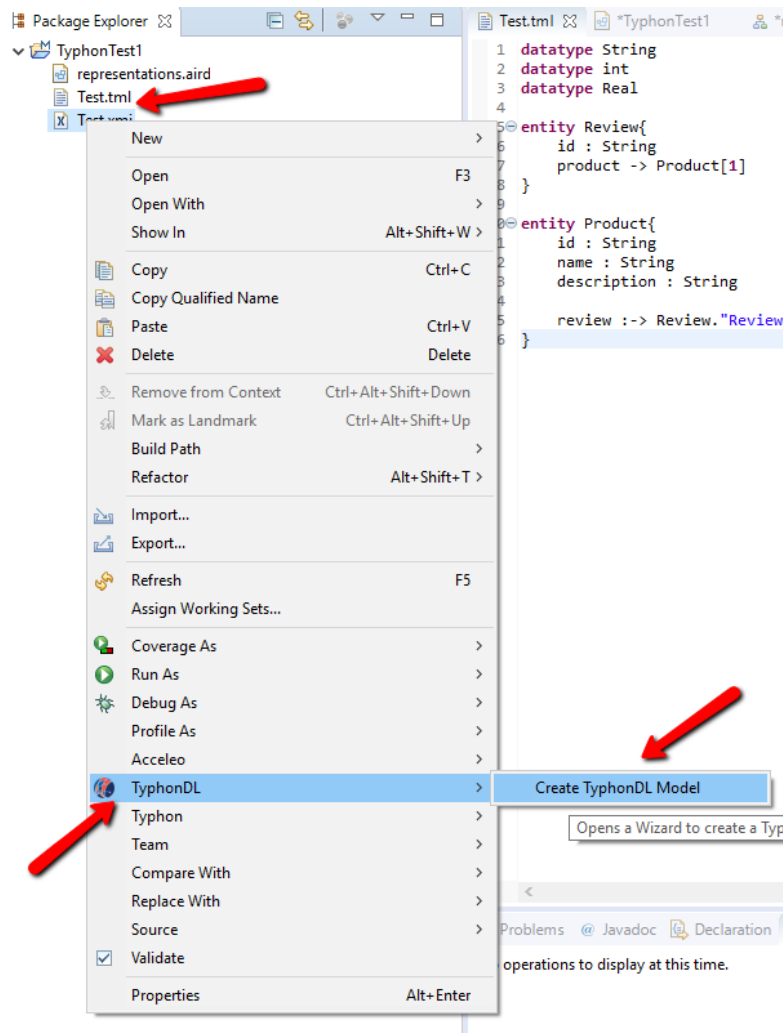 Package Explorer
TyphonTest1
representations.aird
Test.tml
Test.xmi
New
Open F3
Open With
Show In Alt+Shift+W
Copy Ctrl+C
Copy Qualified Name
Paste Ctrl+V
Delete Delete
Remove from Context Ctrl+Alt+Shift+Down
Mark as Landmark Ctrl+Alt+Shift+Up
Build Path
Refactor Alt+Shift+T
Import...
Export...
Refresh F5
Assign Working Sets...
Coverage As
Run As
Debug As
Profile As
Acceleo
TyphonDL
Typhon
Team
Compare With
Replace With
Source
Validate
Properties Alt+Enter
Create TyphonDL Model
Opens a Wizard to create a Typ
Test.tml *TyphonTest1
1 datatype String
2 datatype int
3 datatype Real
4
5 entity Review{
6 id : String
7 product -> Product[1]
8 }
9
0 entity Product{
1 id : String
2 name : String
3 description : String
4
5 review :-> Review."Review
6 }
Problems @ Javadoc Declaration
operations to display at this time.